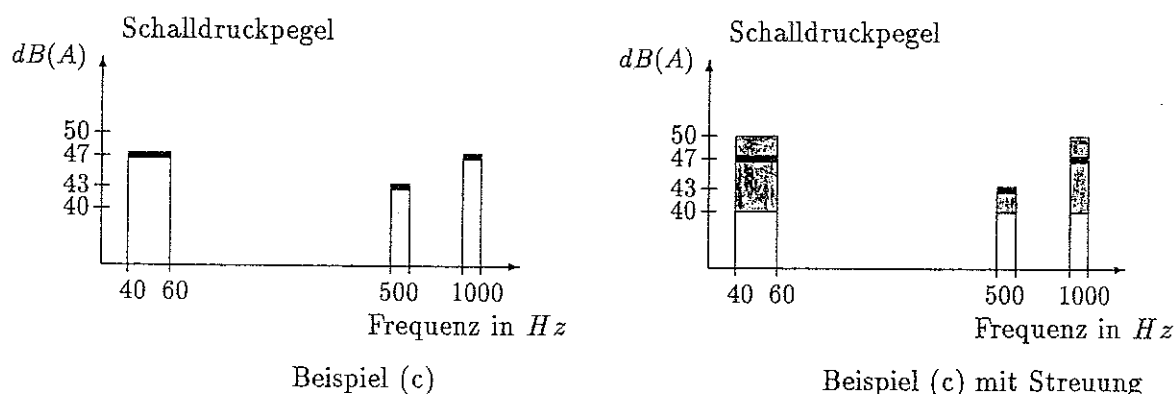 Schalldruckpegel
dB(A)
50
47
43
40
40 60 500 1000
Frequenz in Hz
Beispiel (c)
Schalldruckpegel
dB(A)
50
47
43
40
40 60 500 1000
Frequenz in Hz
Beispiel (c) mit Streuung